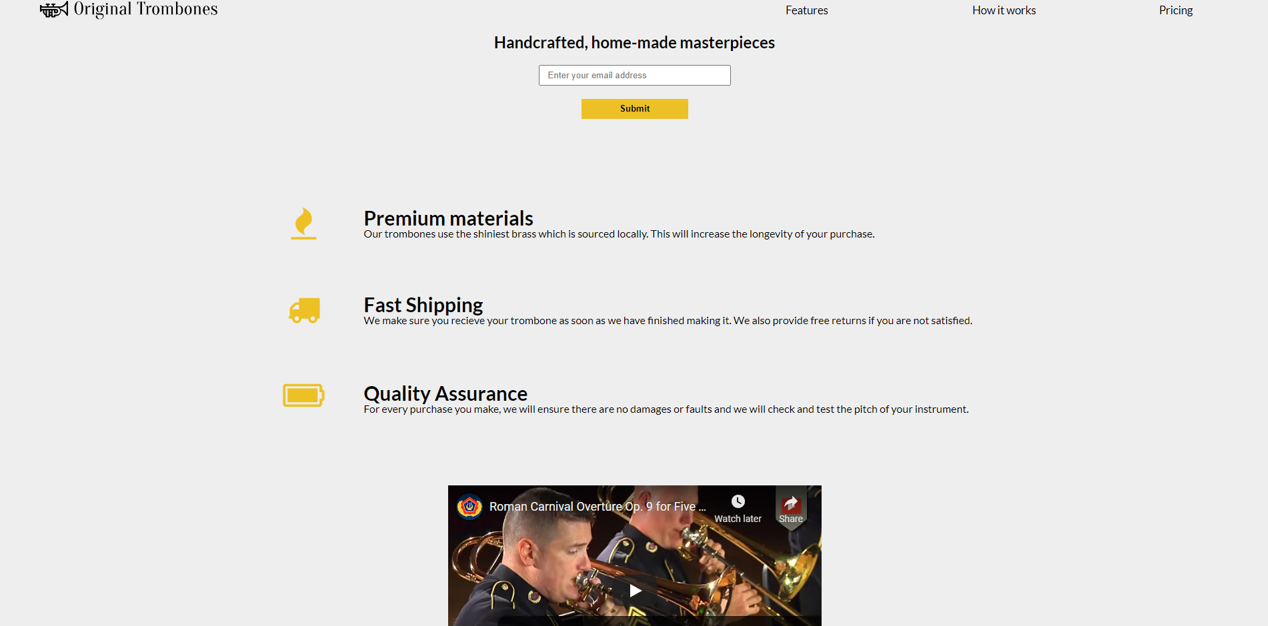 Original Trombones
Features
How it works
Pricing
Handcrafted, home-made masterpieces
Enter your email address
Submit
Premium materials
Our trombones use the shiniest brass which is sourced locally. This will increase the longevity of your purchase.
Fast Shipping
We make sure you recieve your trombone as soon as we have finished making it. We also provide free returns if you are not satisfied.
Quality Assurance
For every purchase you make, we will ensure there are no damages or faults and we will check and test the pitch of your instrument.
Roman Carnival Overture Op. 9 for Five ...
Watch later
Share